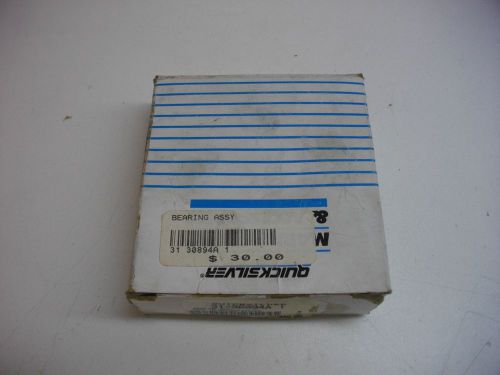 BEARING ASSY
31 30894A 1
$ 30.00
&
M
QUICKSILVER®